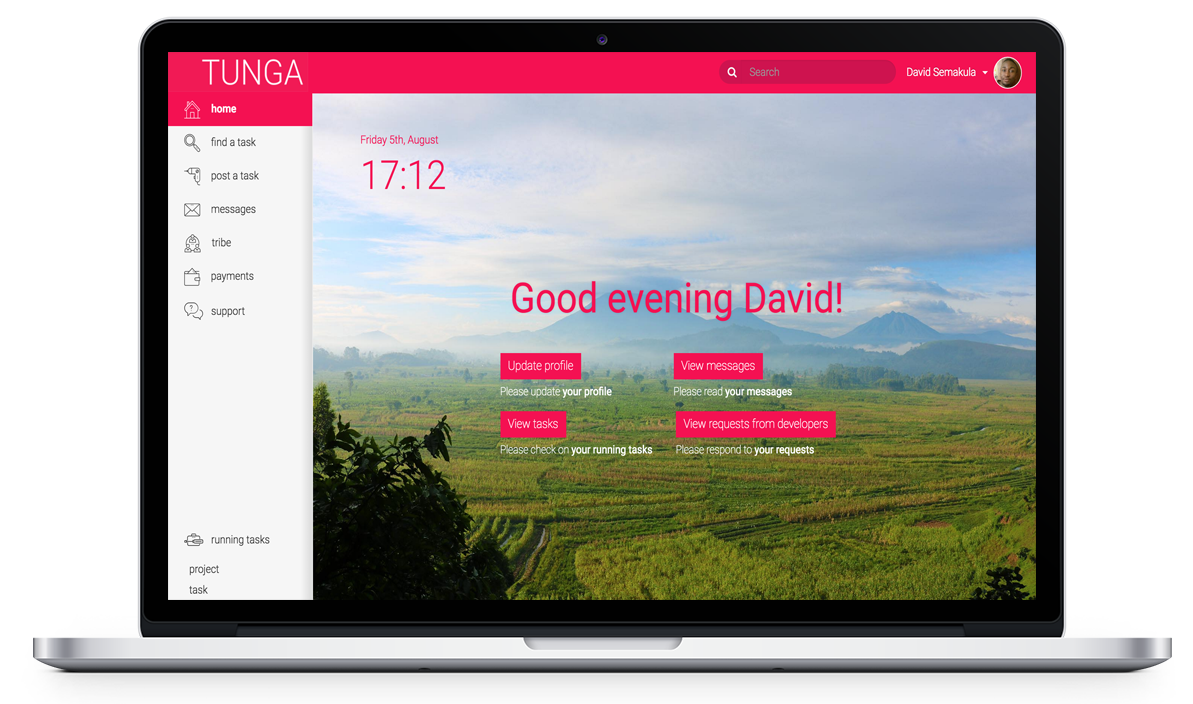 TUNGA
Search
David Semakula
home
find a task
post a task
messages
tribe
payments
support
running tasks
project
task
Friday 5th, August
17:12
Good evening David!
Update profile
View messages
Please update your profile
Please read your messages
View tasks
View requests from developers
Please check on your running tasks
Please respond to your requests